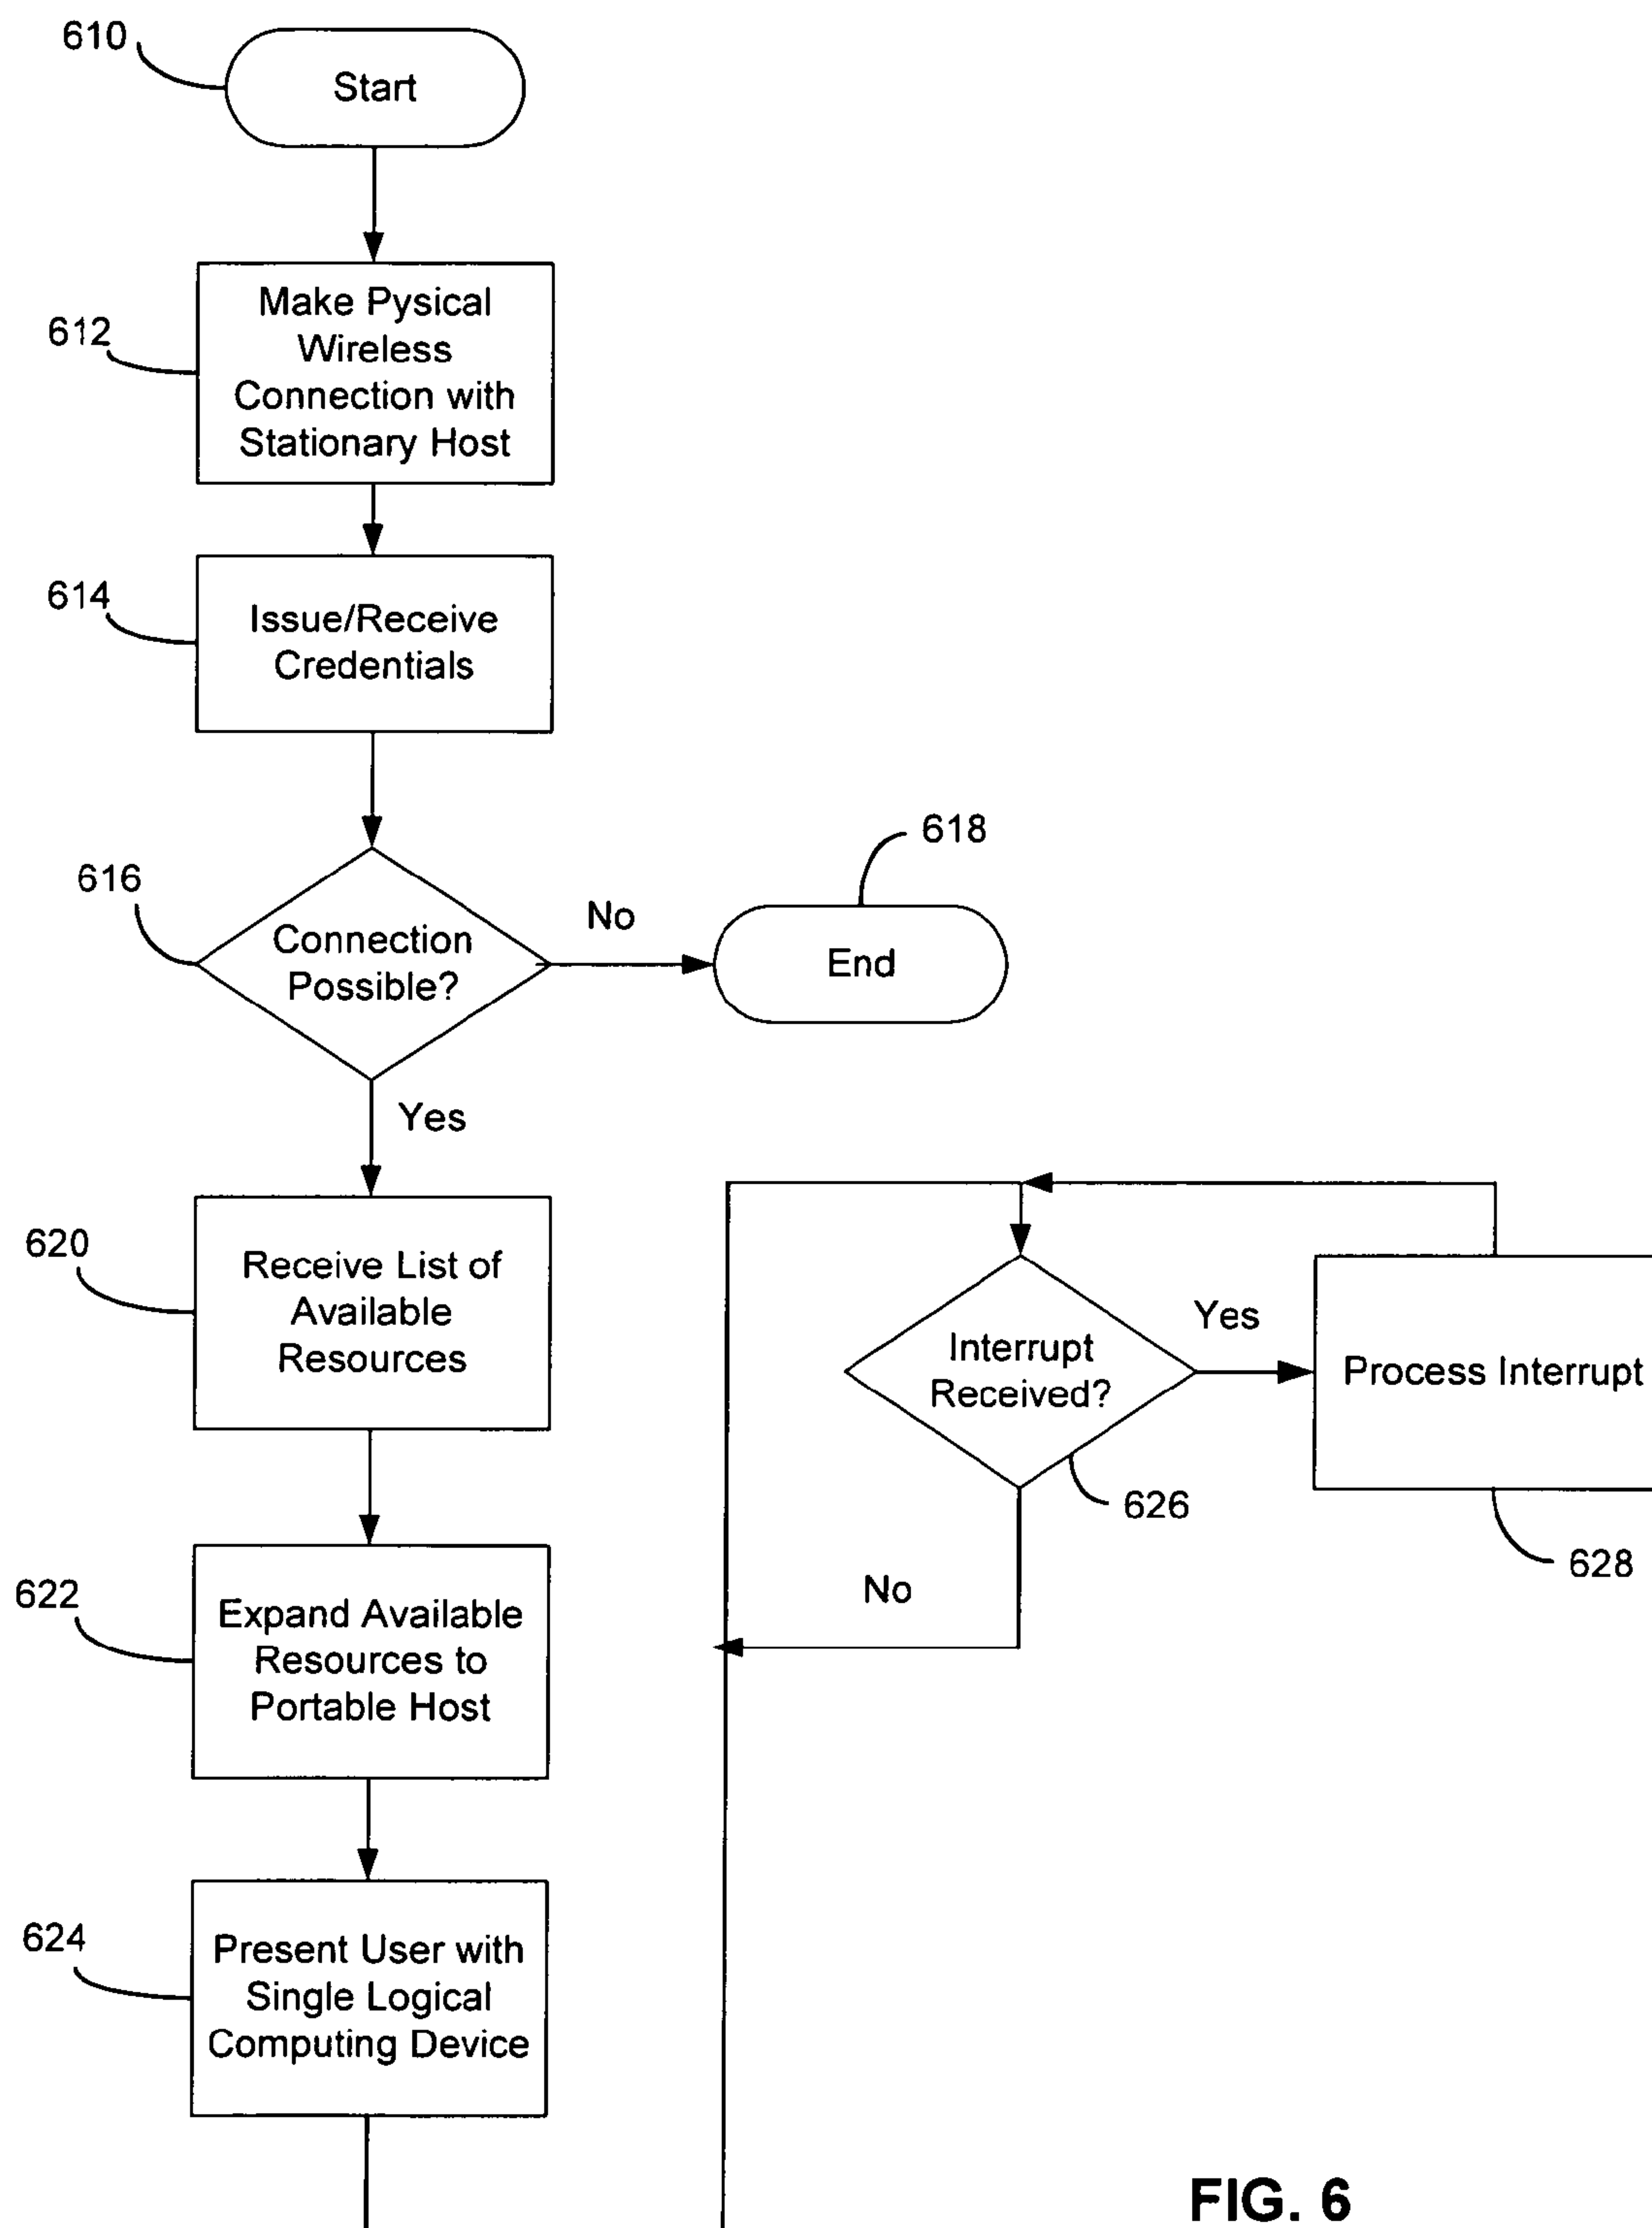 610
Start
612
Make Pysical
Wireless
Connection with
Stationary Host
614
Issue/Receive
Credentials
616
Connection
Possible?
No
618
End
Yes
620
Receive List of
Available
Resources
622
Expand Available
Resources to
Portable Host
624
Present User with
Single Logical
Computing Device
Interrupt
Received?
626
Yes
Process Interrupt
628
No
FIG. 6